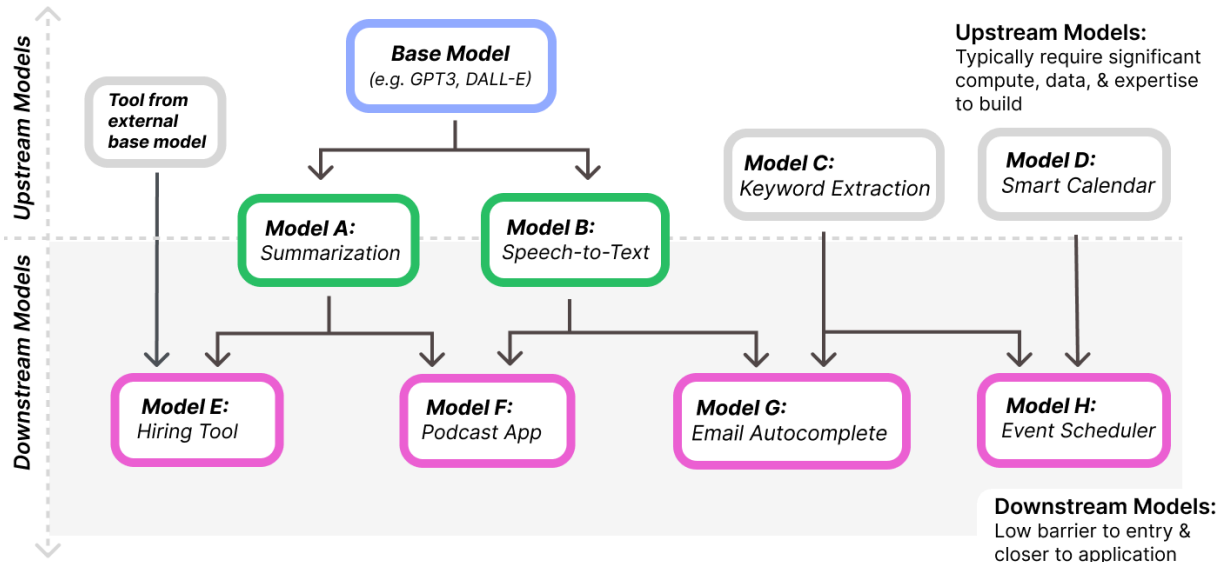 Upstream Models
Downstream Models
Base Model
(e.g. GPT3, DALL-E)
Upstream Models:
Typically require significant
compute, data, & expertise
to build
Tool from
external
base model
Model C:
Keyword Extraction
Model D:
Smart Calendar
Model A:
Summarization
Model B:
Speech-to-Text
Model E:
Hiring Tool
Model F:
Podcast App
Model G:
Email Autocomplete
Model H:
Event Scheduler
Downstream Models:
Low barrier to entry &
closer to application